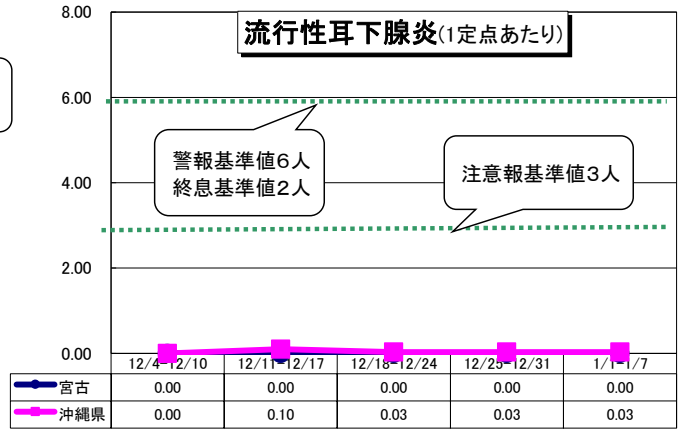 流行性耳下腺炎(1定点あたり)
8.00
6.00
4.00
2.00
0.00
警報基準値6人
終息基準値2人
注意報基準値3人
12/4-12/10 12/11-12/17 12/18-12/24 12/25-12/31 1/1-1/7
宮古 0.00 0.00 0.00 0.00 0.00
沖縄県 0.00 0.10 0.03 0.03 0.03